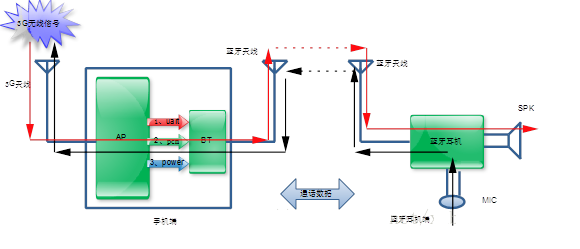 3G无线信号
蓝牙天线
蓝牙天线
3G天线
SPK
1、uart
AP
2、pcm
BT
蓝牙耳机
3、power
通话数据
MIC
手机端
蓝牙耳机端